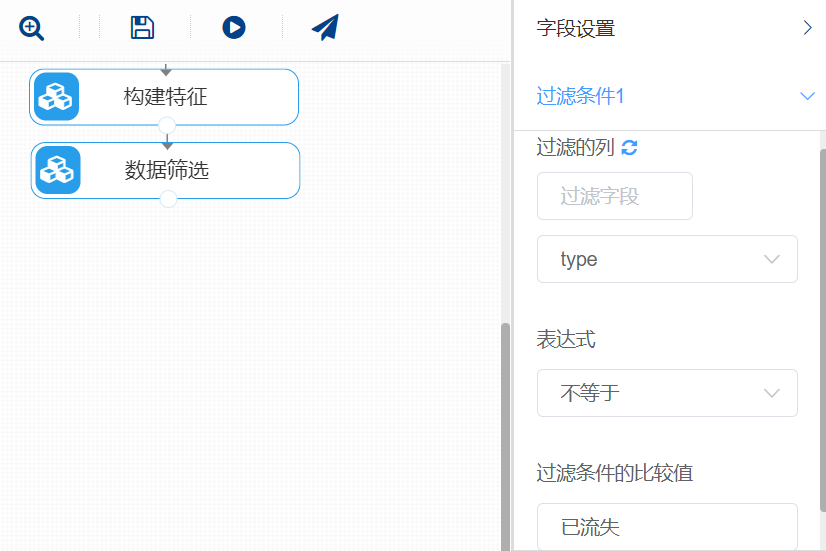 构建特征
数据筛选
字段设置
过滤条件1
过滤的列
过滤字段
type
表达式
不等于
过滤条件的比较值
已流失